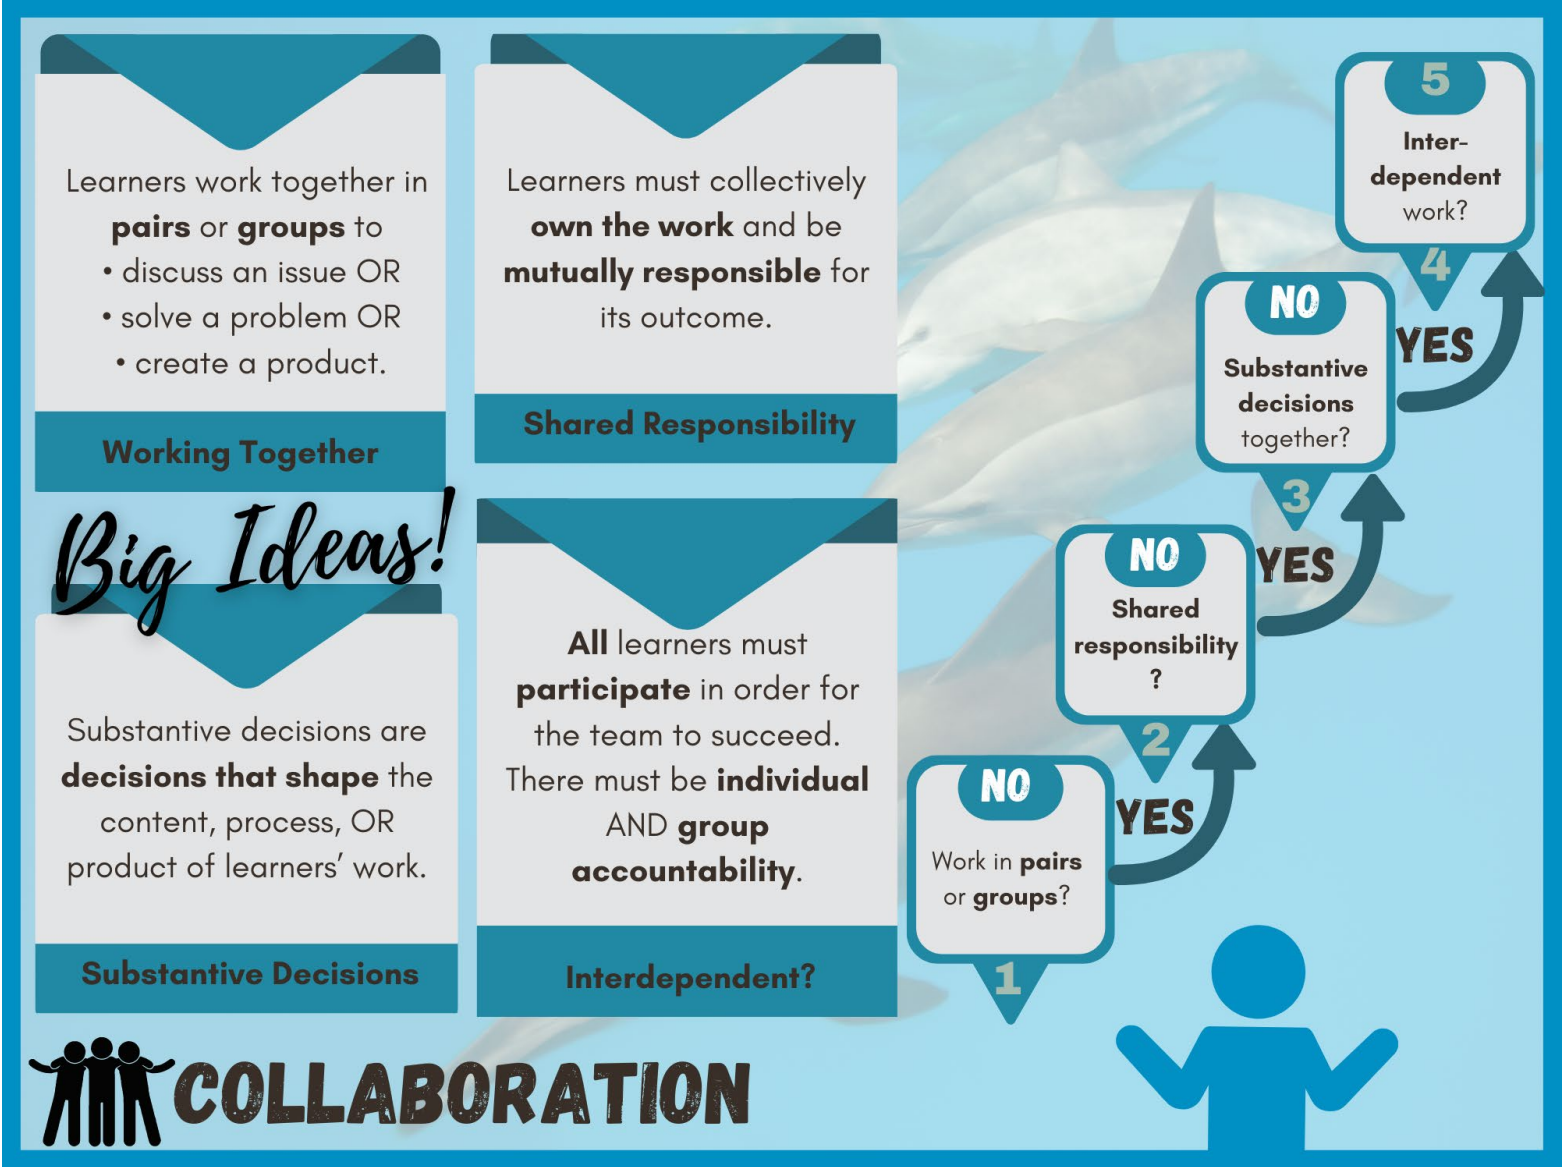 Learners work together in
pairs or groups to
• discuss an issue OR
• solve a problem OR
• create a product.
Working Together
Learners must collectively
own the work and be
mutually responsible for
its outcome.
Shared Responsibility
Big Ideas!
Substantive decisions are
decisions that shape the
content, process, OR
product of learners' work.
Substantive Decisions
All learners must
participate in order for
the team to succeed.
There must be individual
AND group
accountability.
Interdependent?
COLLABORATION
5
Inter-
dependent
work?
4
YES
NO
Substantive
decisions
together?
3
YES
NO
Shared
responsibility
?
2
YES
NO
Work in pairs
or groups?
1